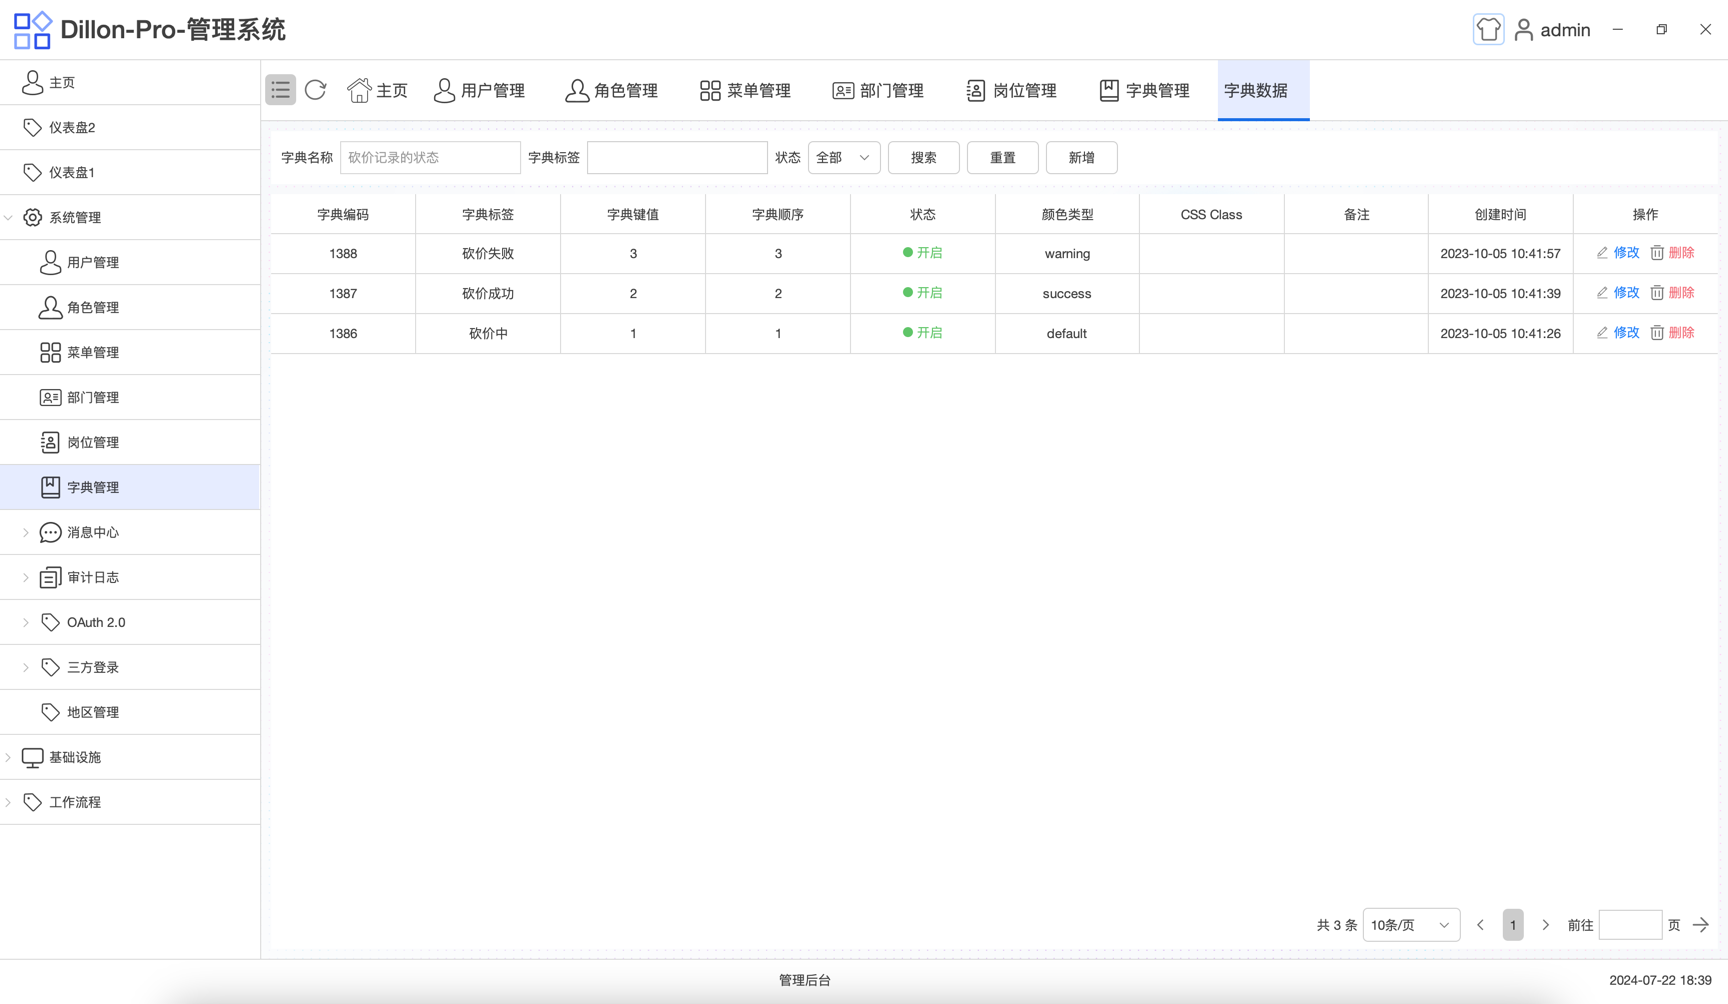 Dillon-Pro-管理系统
admin
主页
仪表盘2
仪表盘1
系统管理
用户管理
角色管理
菜单管理
部门管理
岗位管理
字典管理
消息中心
审计日志
OAuth 2.0
三方登录
地区管理
基础设施
工作流程
主页 用户管理 角色管理 菜单管理 部门管理 岗位管理 字典管理 字典数据
字典名称 砍价记录的状态 字典标签 状态 全部 搜索 重置 新增
字典编码 字典标签 字典键值 字典顺序 状态 颜色类型 CSS Class 备注 创建时间 操作
1388 砍价失败 3 3 开启 warning 2023-10-05 10:41:57 修改 删除
1387 砍价成功 2 2 开启 success 2023-10-05 10:41:39 修改 删除
1386 砍价中 1 1 开启 default 2023-10-05 10:41:26 修改 删除
共 3 条 10条/页 1 前往 页
管理后台
2024-07-22 18:39